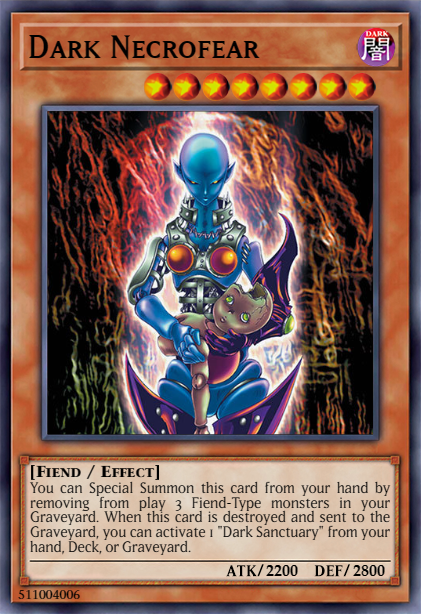 Dark Necrofear
DARK
闇
[Fiend / Effect]
You can Special Summon this card from your hand by
removing from play 3 Fiend-Type monsters in your
Graveyard. When this card is destroyed and sent to the
Graveyard, you can activate 1 "Dark Sanctuary" from your
hand, Deck, or Graveyard.
ATK/2200 DEF/2800
511004006